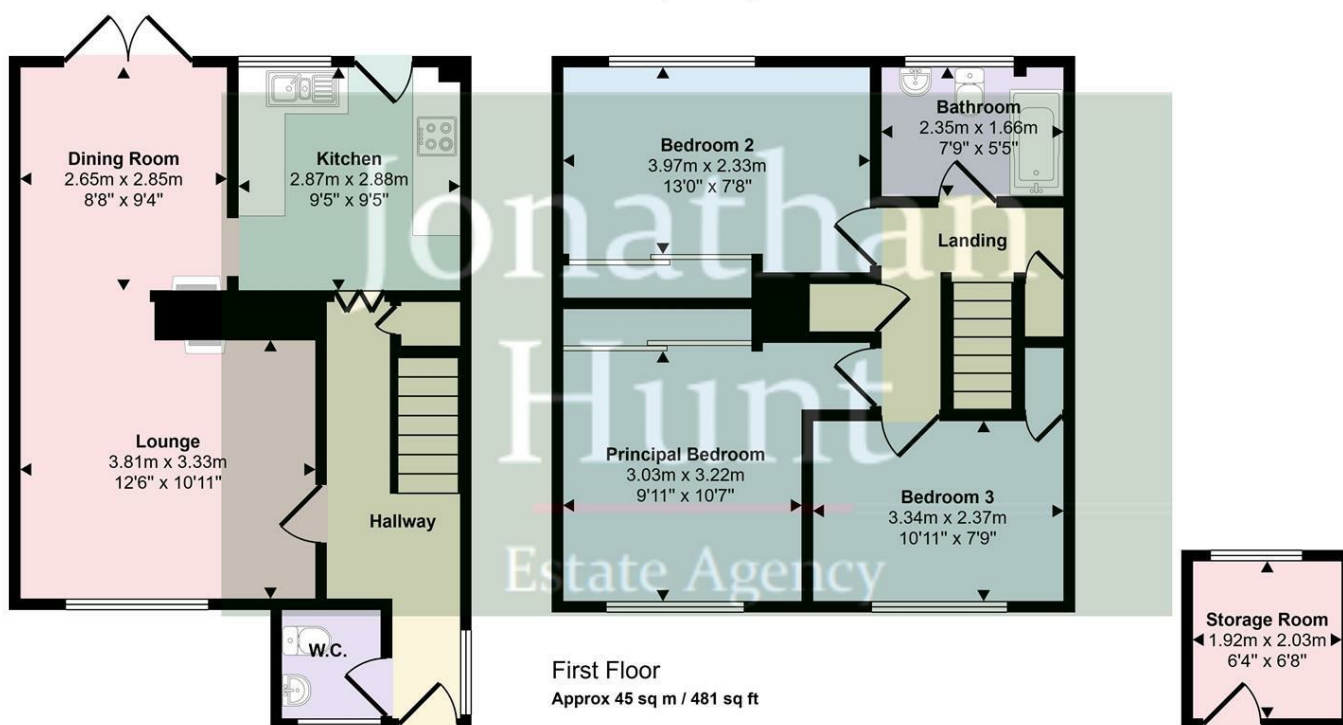 Dining Room
2.65m x 2.85m
8'8" x 9'4"
Kitchen
2.87m x 2.88m
9'5" x 9'5"
Lounge
3.81m x 3.33m
12'6" x 10'11"
Hallway
W.C.
Bedroom 2
3.97m x 2.33m
13'0" x 7'8"
Bathroom
2.35m x 1.66m
7'9" x 5'5"
Landing
Principal Bedroom
3.03m x 3.22m
9'11" x 10'7"
Bedroom 3
3.34m x 2.37m
10'11" x 7'9"
Storage Room
1.92m x 2.03m
6'4" x 6'8"
First Floor
Approx 45 sq m / 481 sq ft
Jonathan
Hunt
Estate Agency